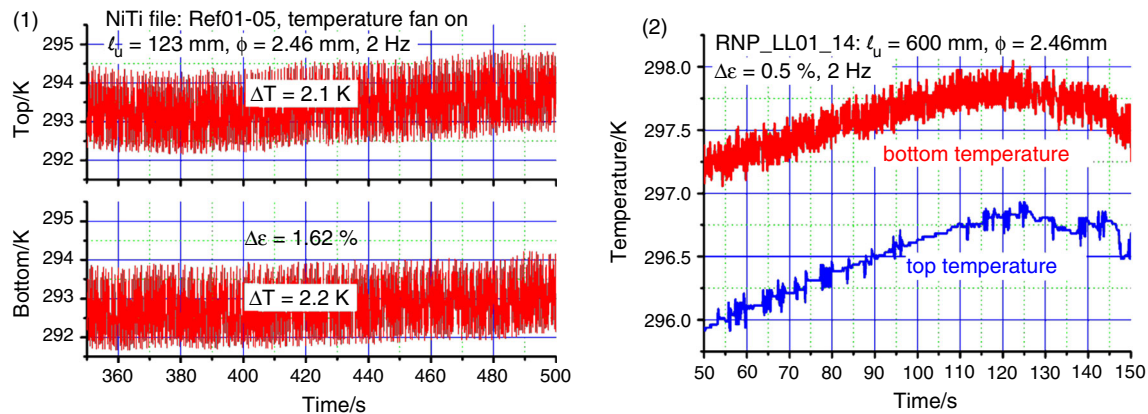 (1)
NiTi file: Ref01-05, temperature fan on
ℓu = 123 mm, ϕ = 2.46 mm, 2 Hz
295
294
293
292
Top/K
ΔT = 2.1 K
295
294
293
292
Bottom/K
Δε = 1.62 %
ΔT = 2.2 K
360 380 400 420 440 460 480 500
Time/s
(2)
RNP_LL01_14: ℓu = 600 mm, ϕ = 2.46mm
Δε = 0.5 %, 2 Hz
298.0
297.5
297.0
296.5
296.0
Temperature/K
bottom temperature
top temperature
50 60 70 80 90 100 110 120 130 140 150
Time/s